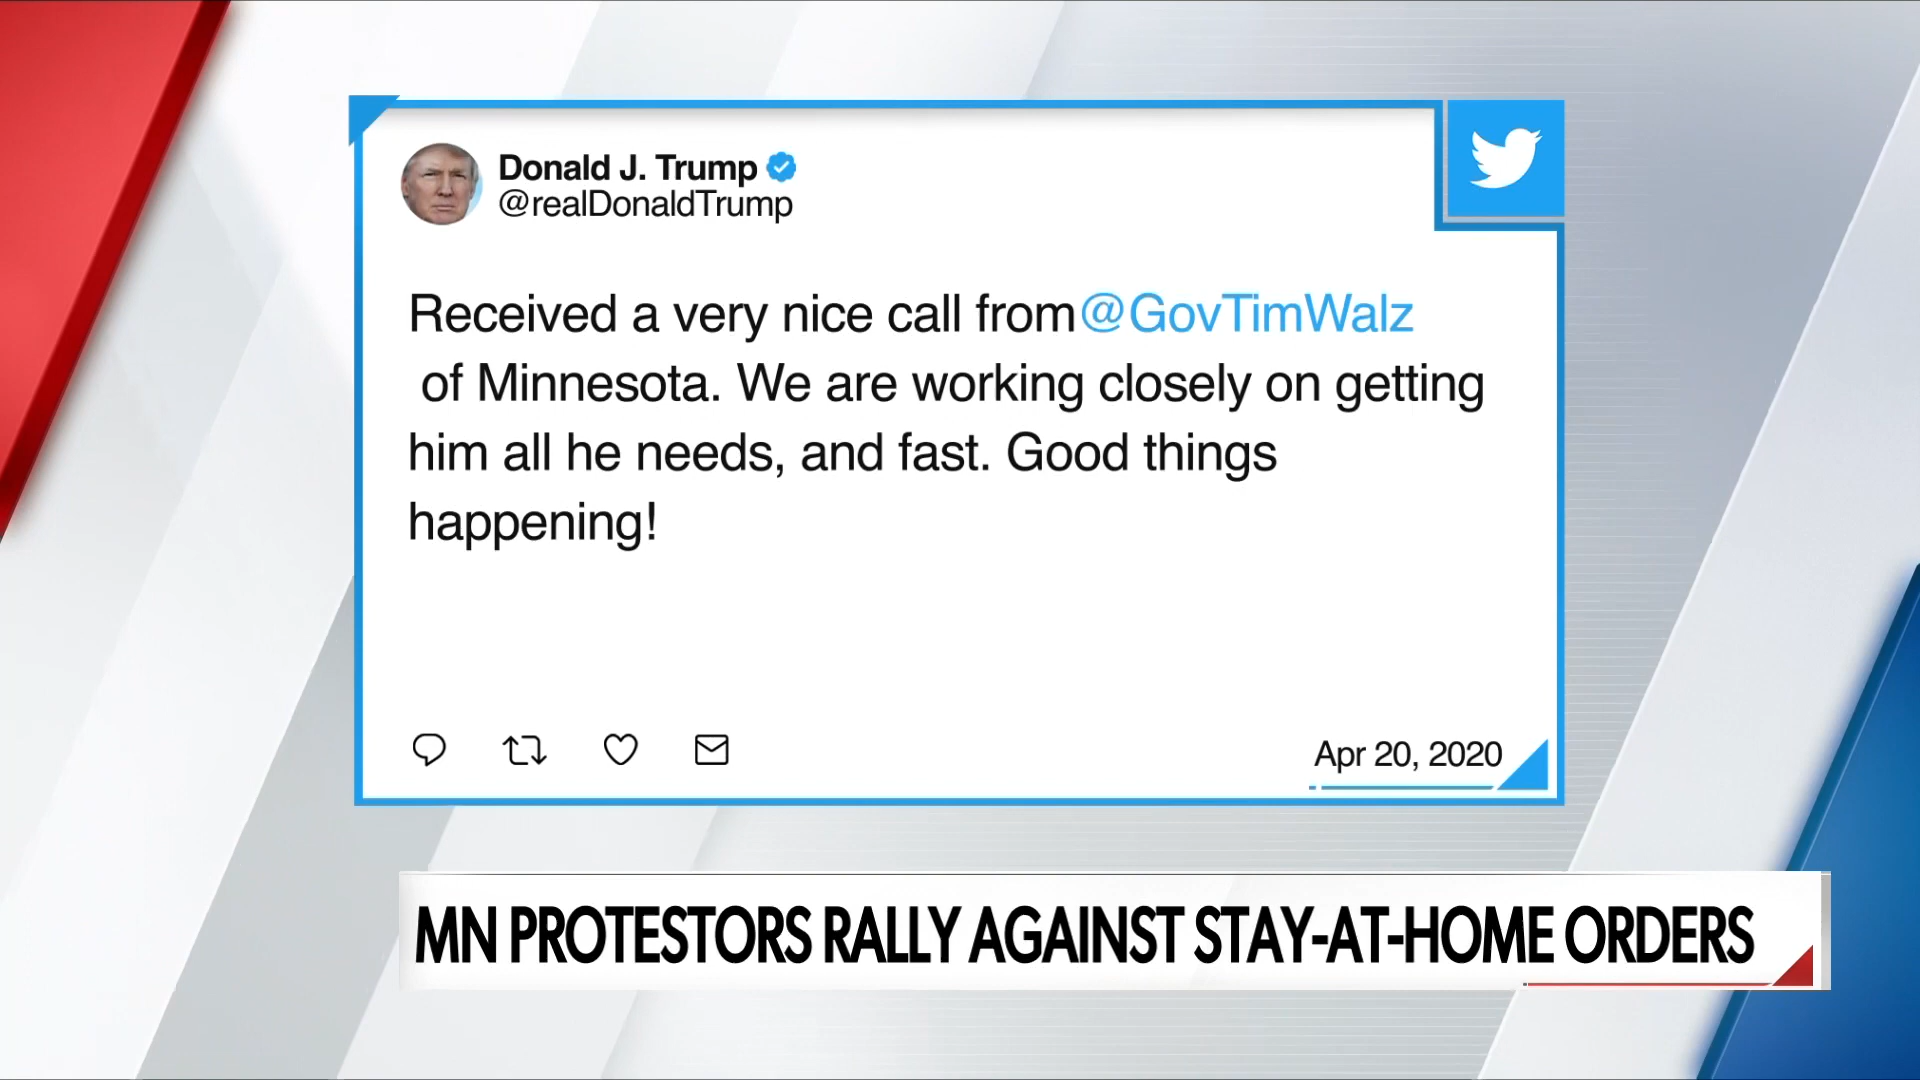 Donald J. Trump
@realDonaldTrump
Received a very nice call from @GovTimWalz
of Minnesota. We are working closely on getting
him all he needs, and fast. Good things
happening!
Apr 20, 2020
MN PROTESTORS RALLY AGAINST STAY-AT-HOME ORDERS